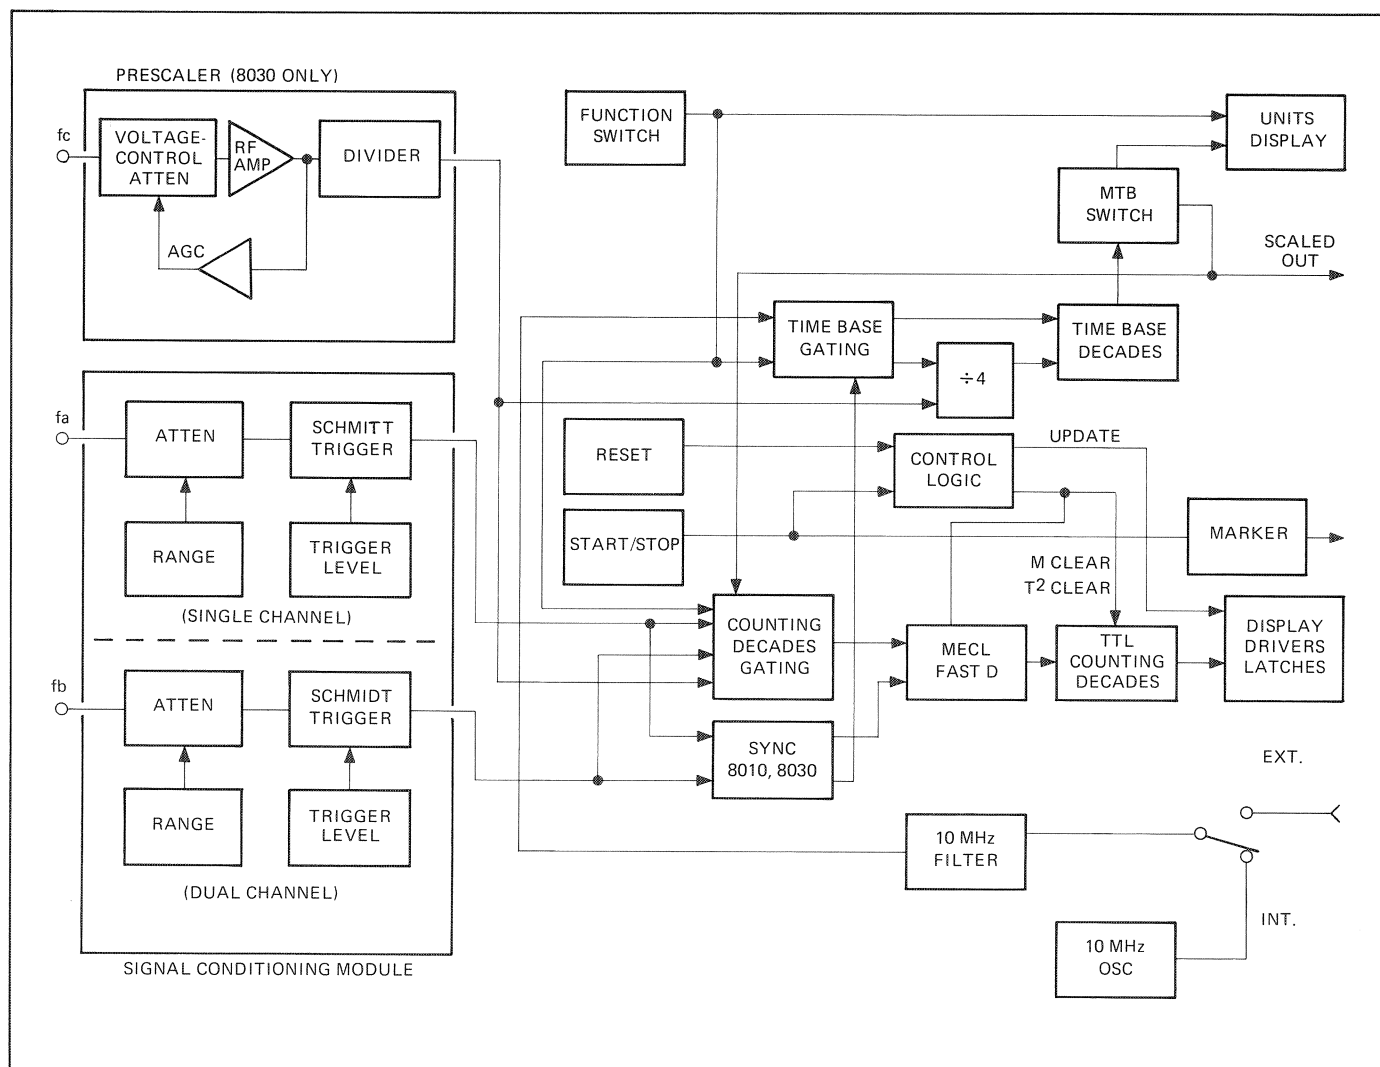 PRESCALER (8030 ONLY)
fc
VOLTAGE-
CONTROL
ATTEN
RF
AMP
DIVIDER
AGC
FUNCTION
SWITCH
UNITS
DISPLAY
MTB
SWITCH
SCALED
OUT
TIME BASE
GATING
TIME BASE
DECADES
÷4
fa
ATTEN
SCHMITT
TRIGGER
RANGE
TRIGGER
LEVEL
(SINGLE CHANNEL)
RESET
CONTROL
LOGIC
UPDATE
START/STOP
MARKER
M CLEAR
T2 CLEAR
COUNTING
DECADES
GATING
MECL
FAST D
TTL
COUNTING
DECADES
DISPLAY
DRIVERS
LATCHES
fb
ATTEN
SCHMIDT
TRIGGER
RANGE
TRIGGER
LEVEL
(DUAL CHANNEL)
SIGNAL CONDITIONING MODULE
SYNC
8010, 8030
EXT.
10 MHz
FILTER
INT.
10 MHz
OSC